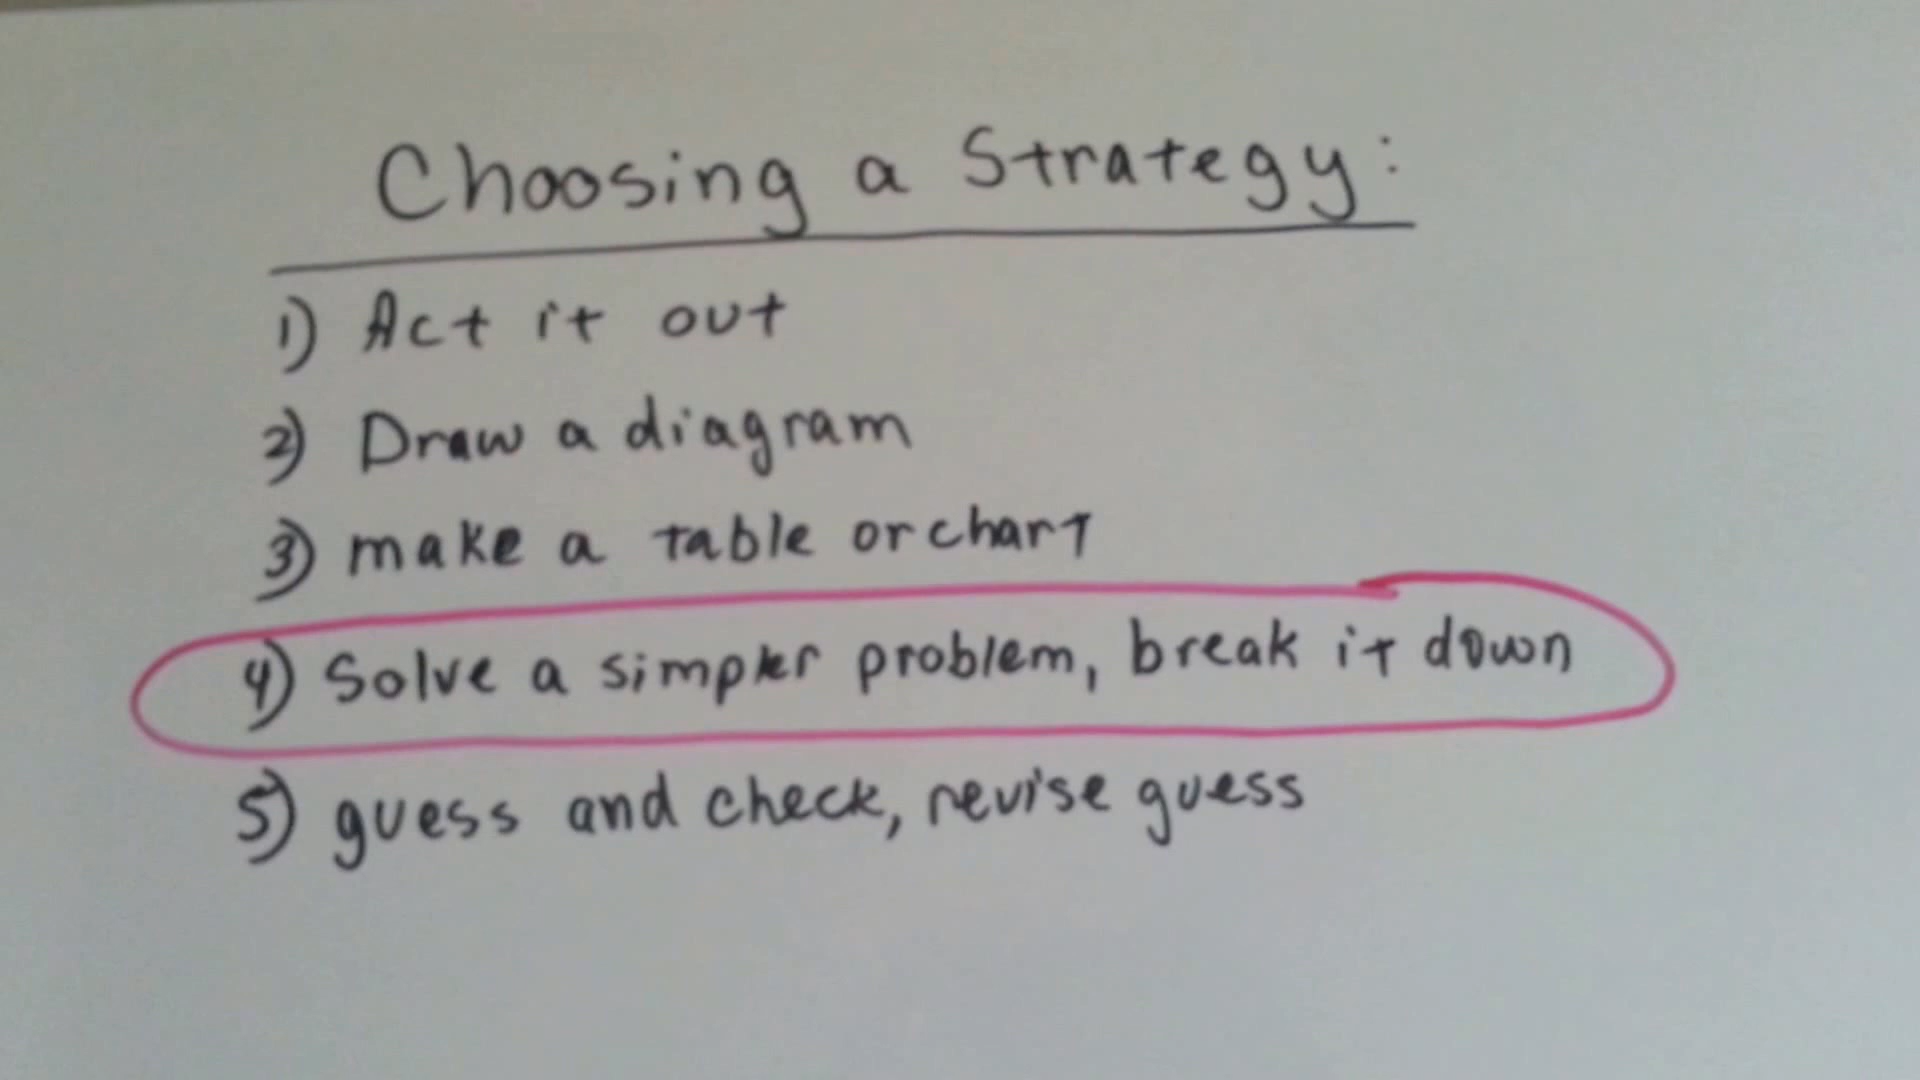 Choosing a Strategy:
1) Act it out
2) Draw a diagram
3) make a table or chart
4) Solve a simpler problem, break it down
5) guess and check, revise guess